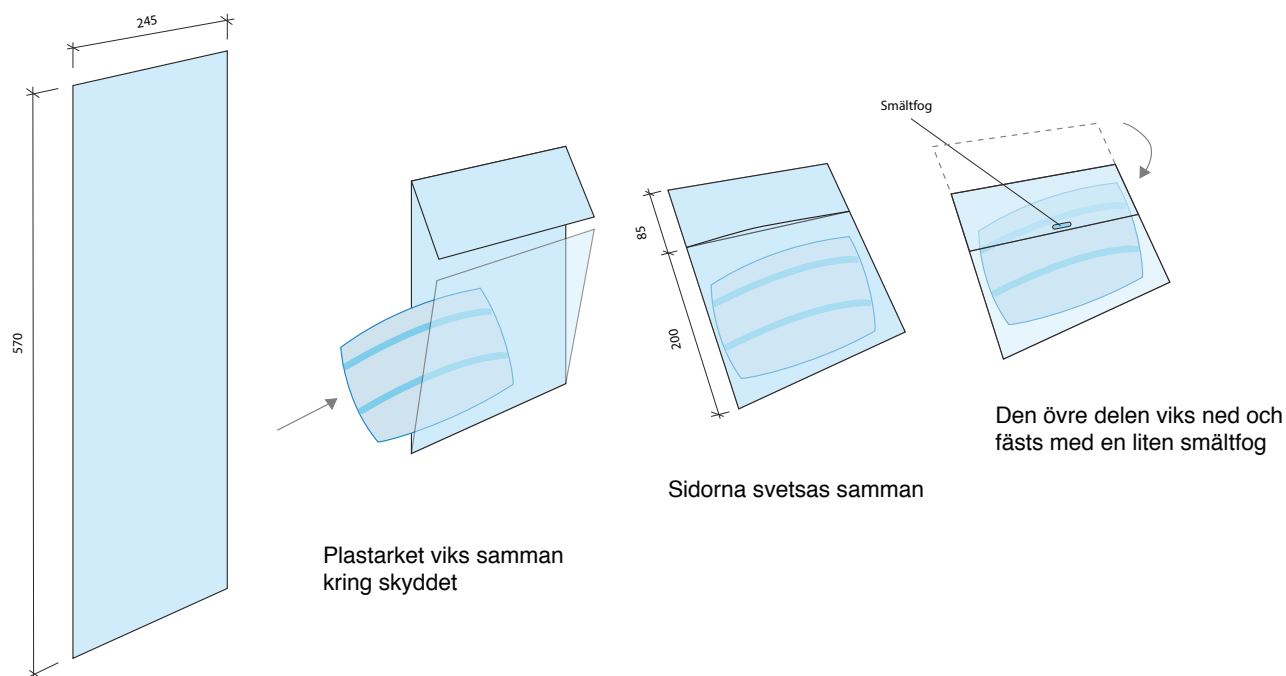 245
570
Plastarket viks samman
kring skyddet
85
200
Sidorna svetsas samman
Smältfog
Den övre delen viks ned och
fästs med en liten smältfog